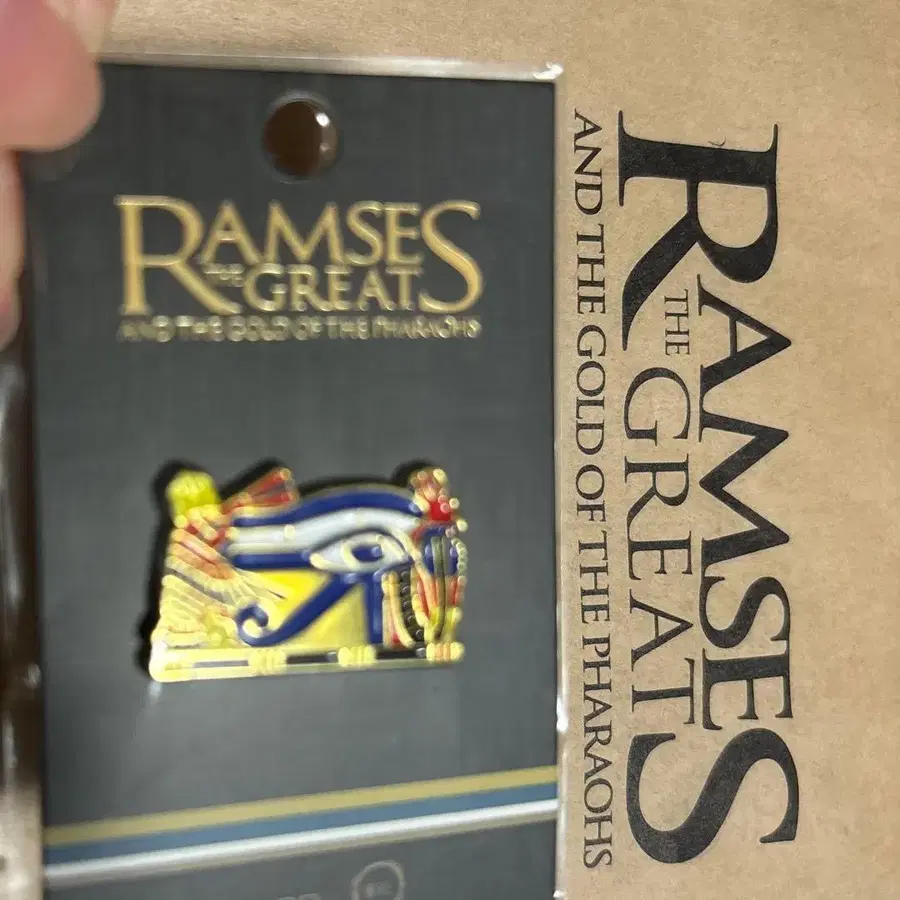 RAMSES
THE GREAT
AND THE GOLD OF THE PHARAOHS
RAMSES
THE GREAT
AND THE GOLD OF THE PHARAOHS